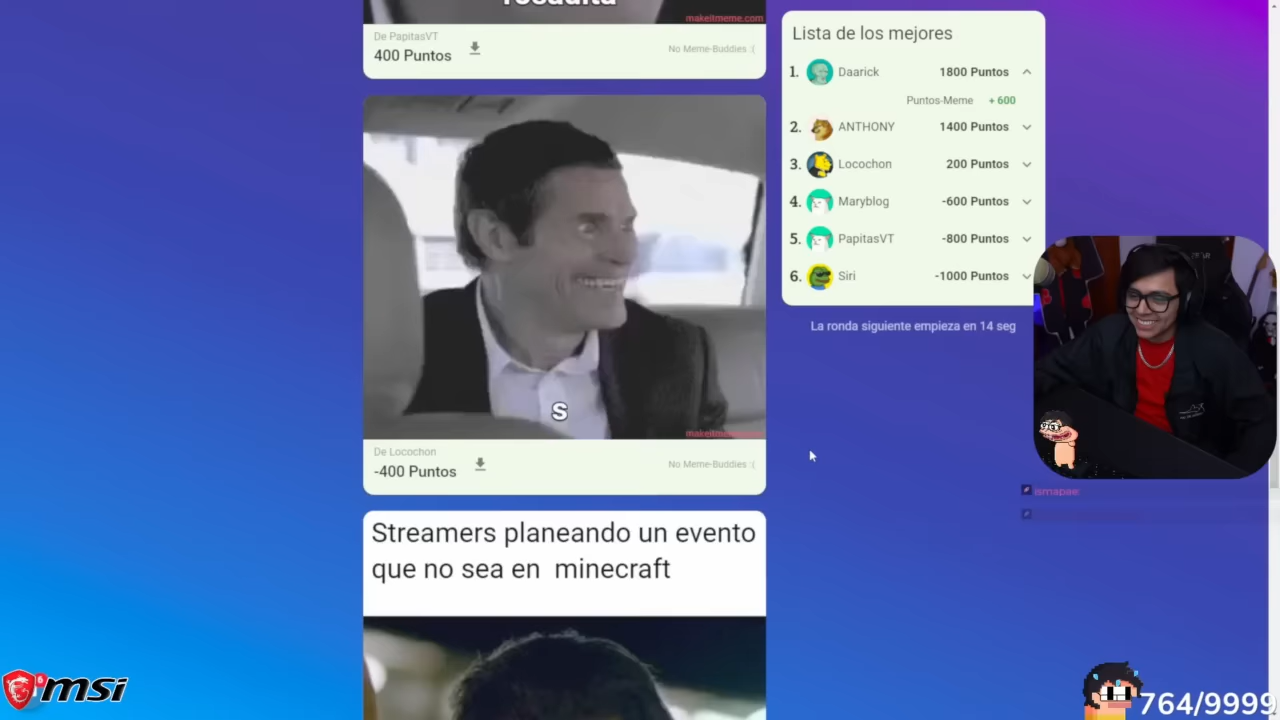 makeitmeme.com
De PapitasVT
400 Puntos
No Meme-Buddies :(
S
De Locochon
-400 Puntos
No Meme-Buddies :(
Streamers planeando un evento
que no sea en minecraft
Lista de los mejores
1. Daarick 1800 Puntos
Puntos-Meme + 600
2. ANTHONY 1400 Puntos
3. Locochon 200 Puntos
4. Maryblog -600 Puntos
5. PapitasVT -800 Puntos
6. Siri -1000 Puntos
La ronda siguiente empieza en 14 seg
ismapae:
msi
764/9999